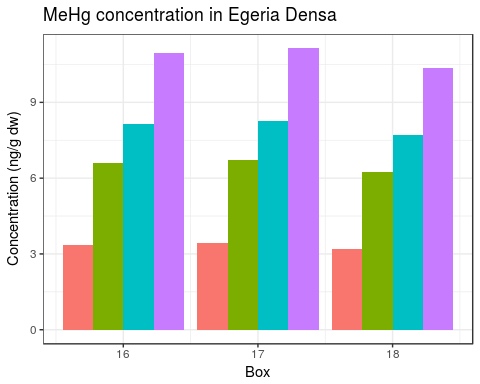 MeHg concentration in Egeria Densa
Concentration (ng/g dw)
9
6
3
0
16 17 18
Box